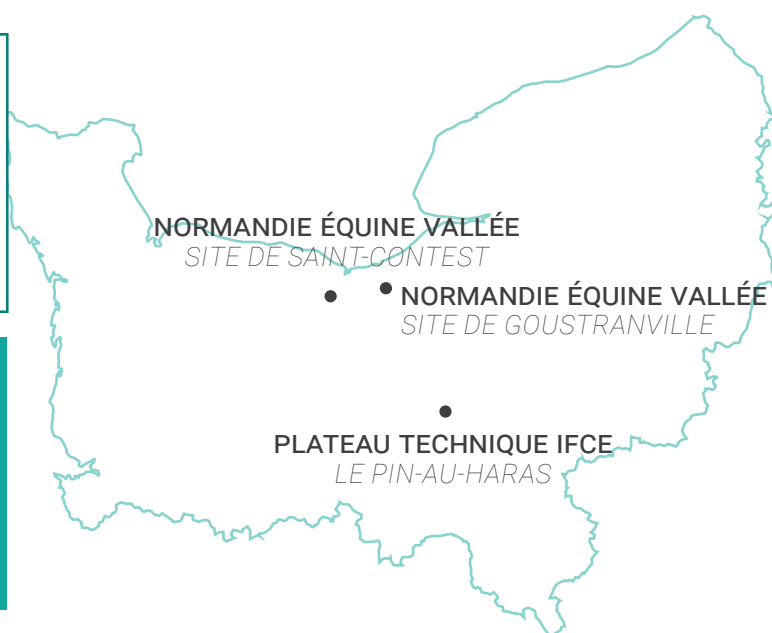 NORMANDIE ÉQUINE VALLÉE
SITE DE SAINT-CONTEST
NORMANDIE ÉQUINE VALLÉE
SITE DE GOUSTRANVILLE
PLATEAU TECHNIQUE IFCE
LE PIN-AU-HARAS